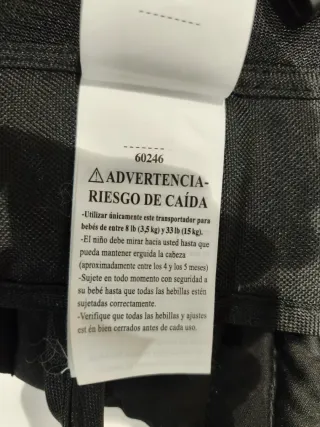 60246
⚠ADVERTENCIA-
RIESGO DE CAÍDA
-Utilizar únicamente este transportador para
bebés de entre 8 lb (3,5 kg) y 33 lb (15 kg).
-El niño debe mirar hacia usted hasta que
pueda mantener erguida la cabeza
(aproximadamente entre los 4 y los 5 meses)
-Sujete en todo momento con seguridad a
su bebé hasta que todas las hebillas estén
sujetadas correctamente.
-Verifique que todas las hebillas y ajustes
est én bien cerrados antes de cada uso.